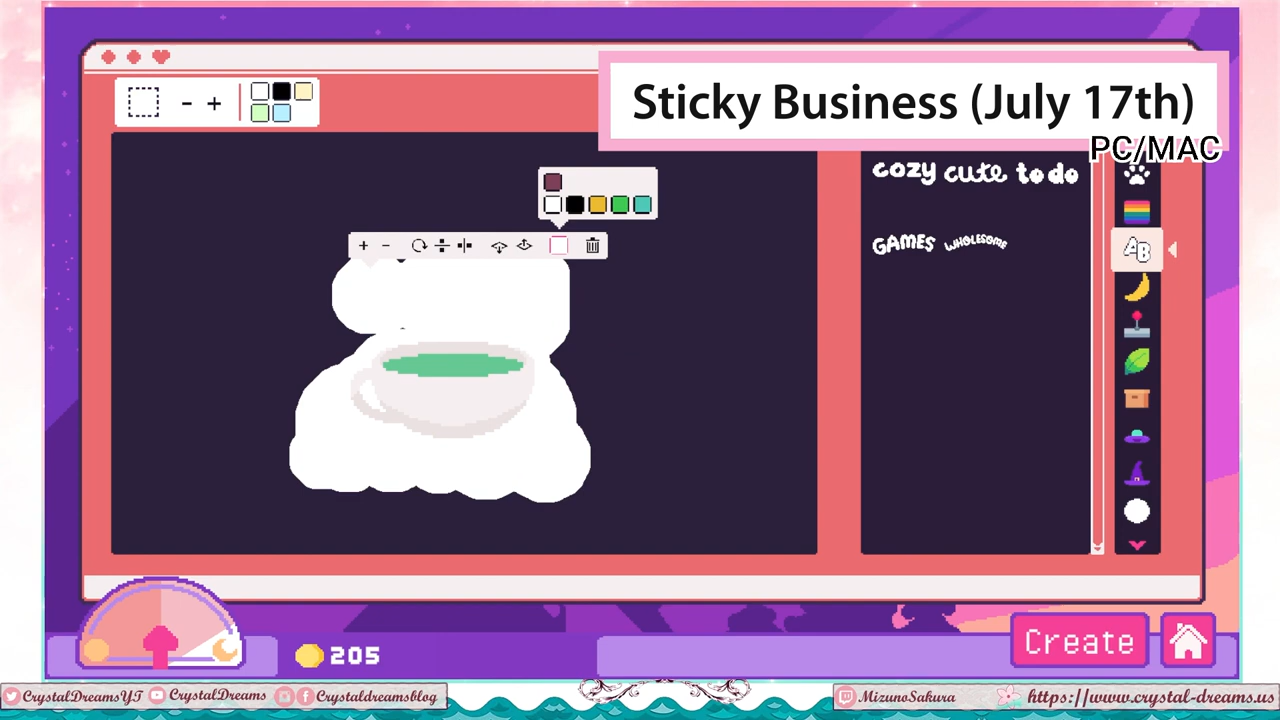 Sticky Business (July 17th)
PC/MAC
cozy cute to do
GAMES WHOLESOME
AB
205
Create
CrystalDreamsYT CrystalDreams Crystaldreamsblog MizunoSakura https://www.crystal-dreams.us